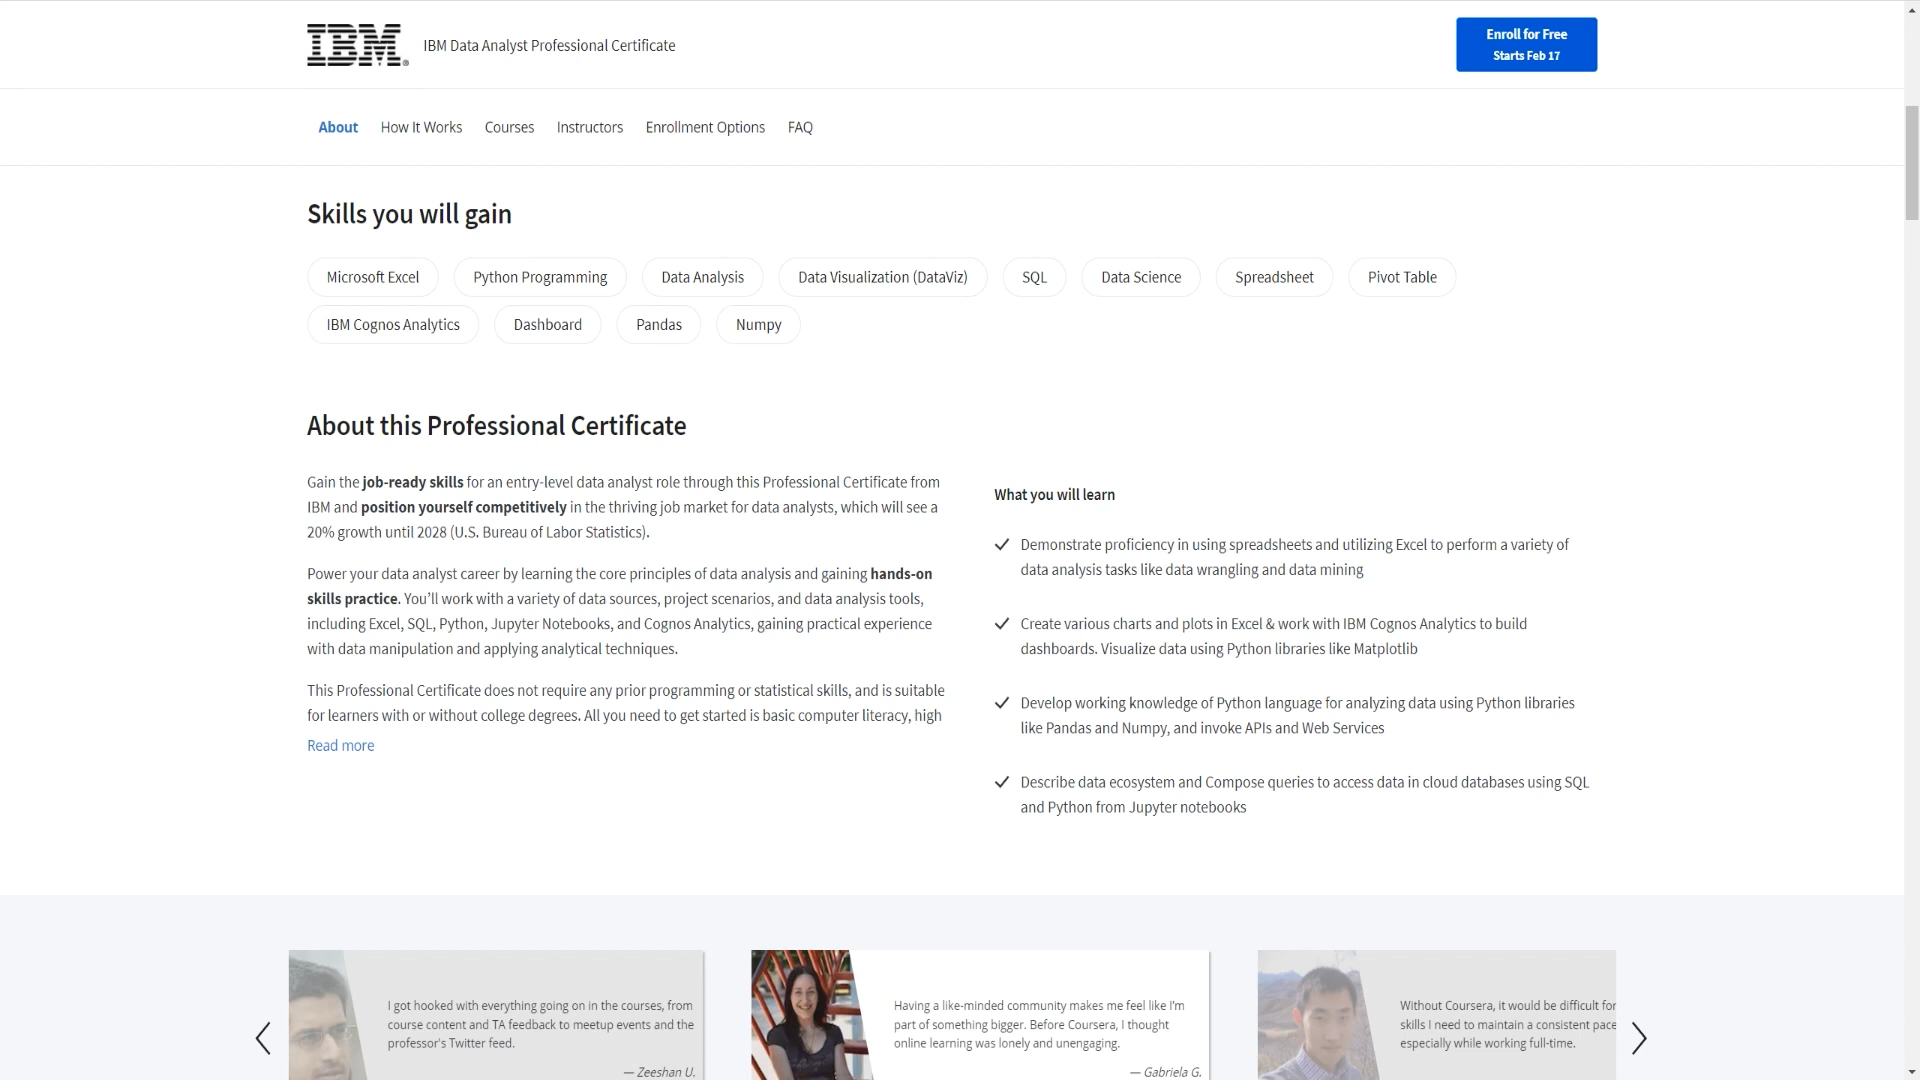 IBM
IBM Data Analyst Professional Certificate
Enroll for Free
Starts Feb 17
About How It Works Courses Instructors Enrollment Options FAQ
Skills you will gain
Microsoft Excel Python Programming Data Analysis Data Visualization (DataViz) SQL Data Science Spreadsheet Pivot Table
IBM Cognos Analytics Dashboard Pandas Numpy
About this Professional Certificate
Gain the job-ready skills for an entry-level data analyst role through this Professional Certificate from
IBM and position yourself competitively in the thriving job market for data analysts, which will see a
20% growth until 2028 (U.S. Bureau of Labor Statistics).
Power your data analyst career by learning the core principles of data analysis and gaining hands-on
skills practice. You’ll work with a variety of data sources, project scenarios, and data analysis tools,
including Excel, SQL, Python, Jupyter Notebooks, and Cognos Analytics, gaining practical experience
with data manipulation and applying analytical techniques.
This Professional Certificate does not require any prior programming or statistical skills, and is suitable
for learners with or without college degrees. All you need to get started is basic computer literacy, high
Read more
What you will learn
Demonstrate proficiency in using spreadsheets and utilizing Excel to perform a variety of
data analysis tasks like data wrangling and data mining
Create various charts and plots in Excel & work with IBM Cognos Analytics to build
dashboards. Visualize data using Python libraries like Matplotlib
Develop working knowledge of Python language for analyzing data using Python libraries
like Pandas and Numpy, and invoke APIs and Web Services
Describe data ecosystem and Compose queries to access data in cloud databases using SQL
and Python from Jupyter notebooks
I got hooked with everything going on in the courses, from
course content and TA feedback to meetup events and the
professor's Twitter feed.
— Zeeshan U.
Having a like-minded community makes me feel like I'm
part of something bigger. Before Coursera, I thought
online learning was lonely and unengaging.
— Gabriela G.
Without Coursera, it would be difficult for
skills I need to maintain a consistent pace
especially while working full-time.